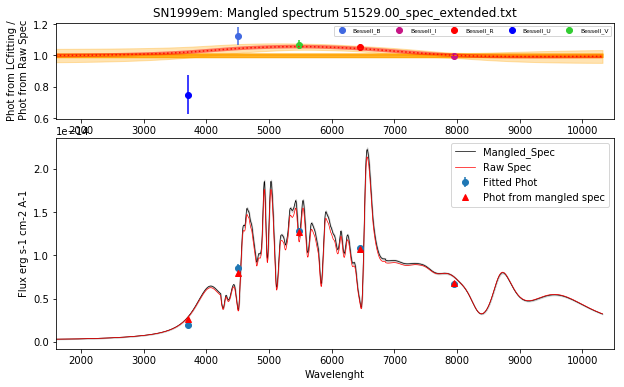 SN1999em: Mangled spectrum 51529.00_spec_extended.txt
Phot from LCfitting /
Phot from Raw Spec
1.2
1.0
0.8
0.6
Bessell_B Bessell_I Bessell_R Bessell_U Bessell_V
2000 3000 4000 5000 6000 7000 8000 9000 10000
1e−14
Flux erg s-1 cm-2 A-1
2.0
1.5
1.0
0.5
0.0
Mangled_Spec
Raw Spec
Fitted Phot
Phot from mangled spec
2000 3000 4000 5000 6000 7000 8000 9000 10000
Wavelenght